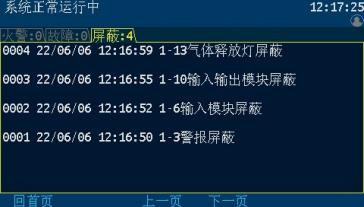 系统正常运行中 12:17:25
火警:0 故障:0 屏蔽:4
0004 22/06/06 12:16:59 1-13气体释放灯屏蔽
0003 22/06/06 12:16:55 1-10输入输出模块屏蔽
0002 22/06/06 12:16:52 1-6输入模块屏蔽
0001 22/06/06 12:16:50 1-3警报屏蔽
回首页 上一页 下一页